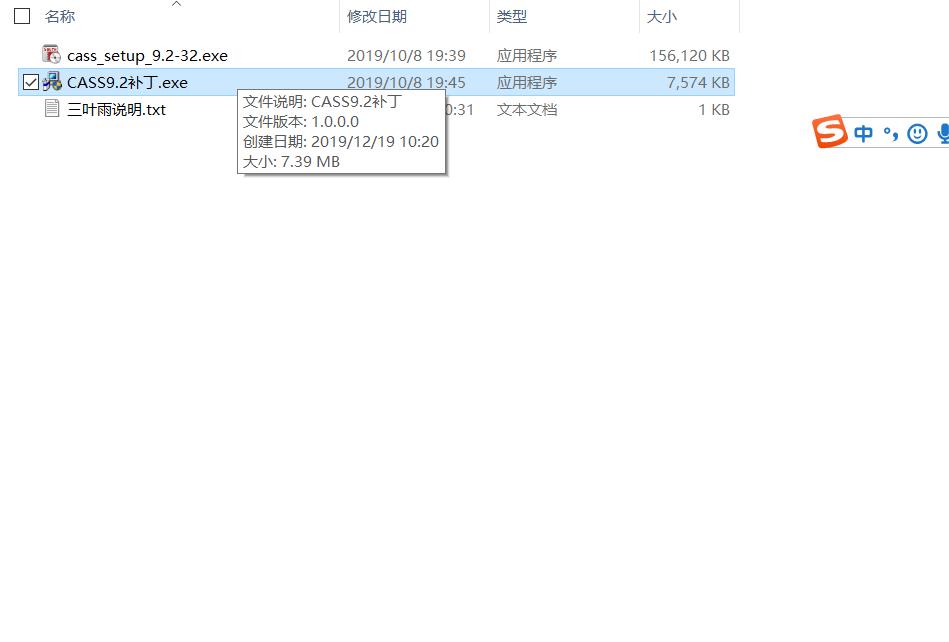 名称 修改日期 类型 大小
cass_setup_9.2-32.exe 2019/10/8 19:39 应用程序 156,120 KB
CASS9.2补丁.exe 2019/10/8 19:45 应用程序 7,574 KB
三叶雨说明.txt 0:31 文本文档 1 KB
文件说明: CASS9.2补丁
文件版本: 1.0.0.0
创建日期: 2019/12/19 10:20
大小: 7.39 MB
S 中